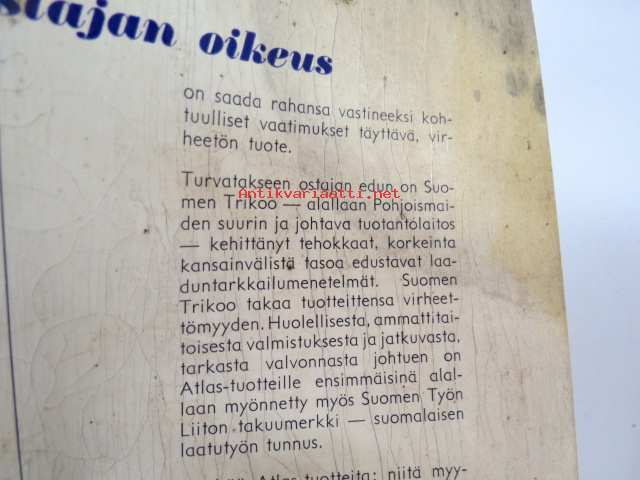 stajan oikeus
on saada rahansa vastineeksi koh-
tuulliset vaatimukset täyttävä, vir-
heetön tuote.
Turvatakseen ostajan edun on Suo-
Antikvariaatti.net
men Trikoo — alallaan Pohjoismai-
den suurin ja johtava tuotantolaitos
— kehittänyt tehokkaat, korkeinta
kansainvälistä tasoa edustavat laa-
duntarkkailumenetelmät. Suomen
Trikoo takaa tuotteittensa virheet-
tömyyden. Huolellisesta, ammattitai-
toisesta valmistuksesta ja jatkuvasta,
tarkasta valvonnasta johtuen on
Atlas-tuotteille ensimmäisinä alal-
laan myönnetty myös Suomen Työn
Liiton takuumerkki — suomalaisen
laatutyön tunnus.
Atlas-tuotteita: niitä myy-